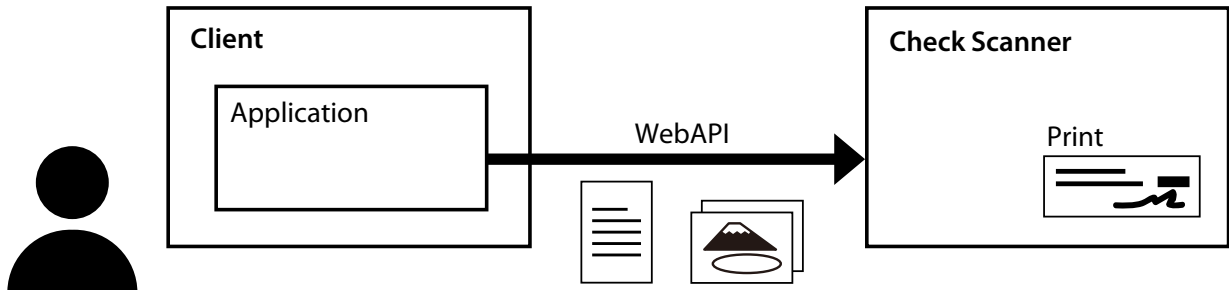 Client
Application
WebAPI
Check Scanner
Print